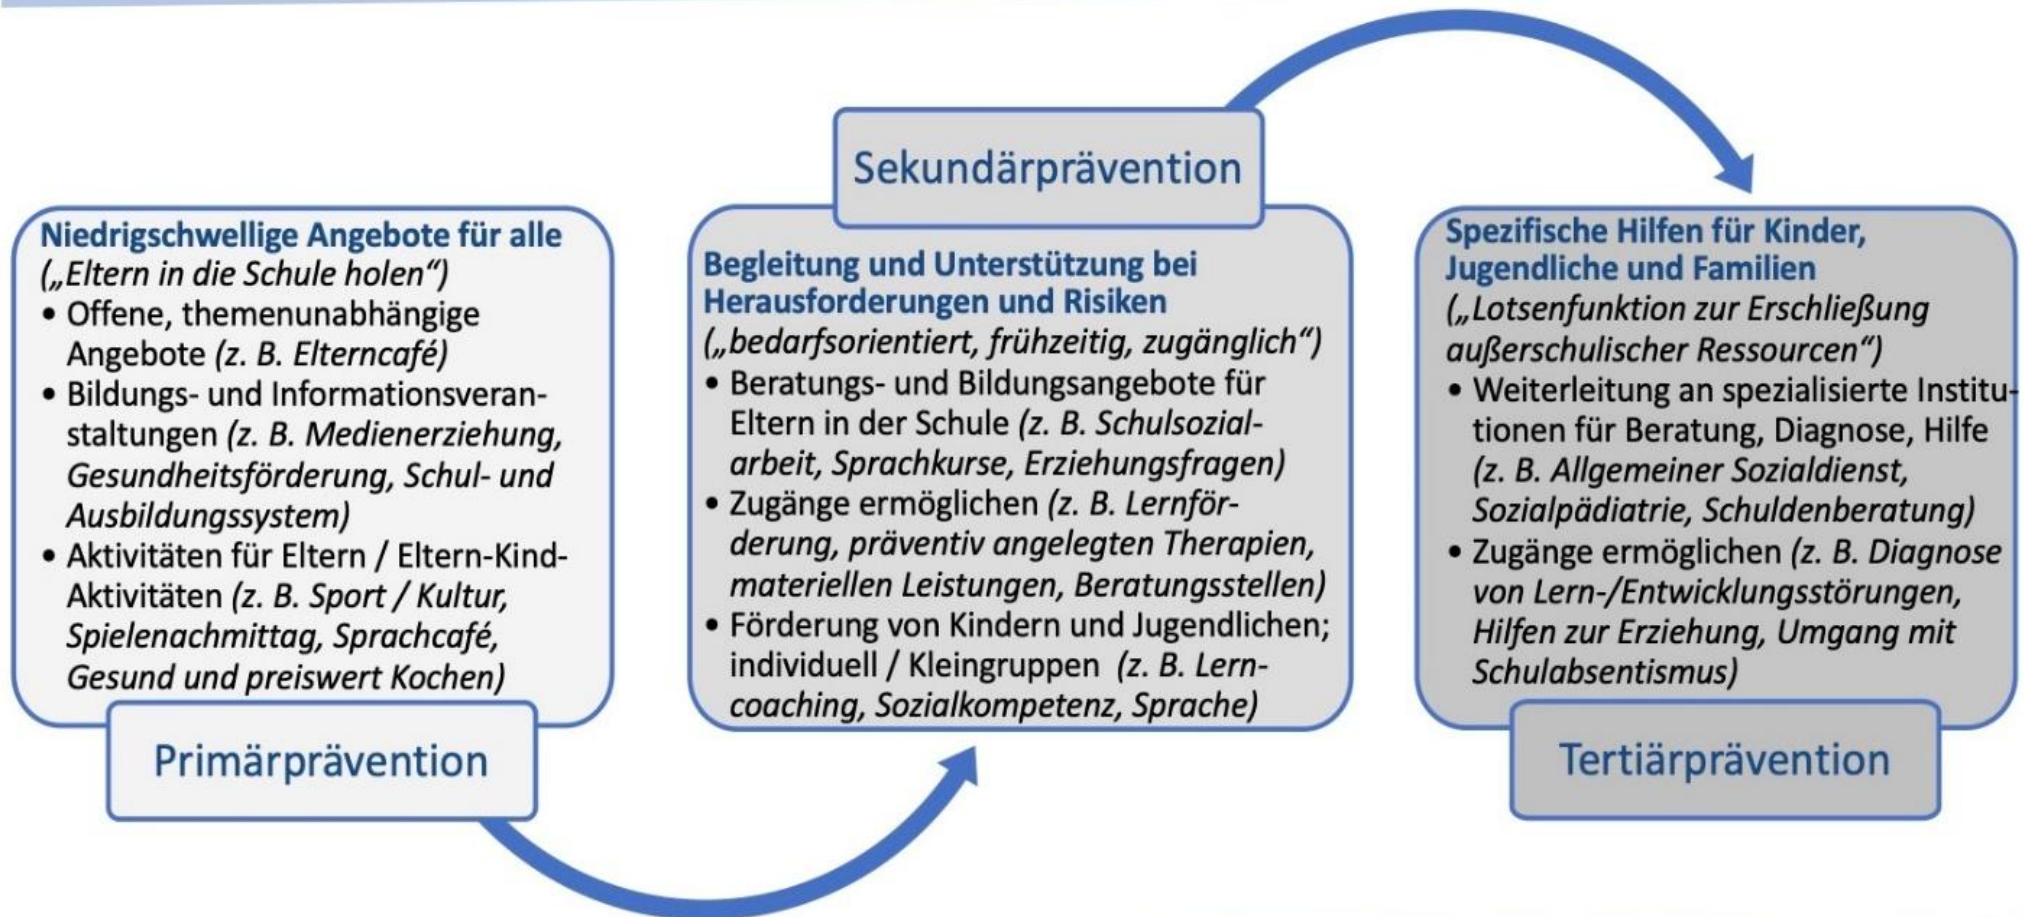 Niedrigschwellige Angebote für alle
(„Eltern in die Schule holen“)
• Offene, themenunabhängige
Angebote (z. B. Elterncafé)
• Bildungs- und Informationsveran-
staltungen (z. B. Medienerziehung,
Gesundheitsförderung, Schul- und
Ausbildungssystem)
• Aktivitäten für Eltern / Eltern-Kind-
Aktivitäten (z. B. Sport / Kultur,
Spielenachmittag, Sprachcafé,
Gesund und preiswert Kochen)
Primärprävention
Sekundärprävention
Begleitung und Unterstützung bei
Herausforderungen und Risiken
(„bedarfsorientiert, frühzeitig, zugänglich“)
• Beratungs- und Bildungsangebote für
Eltern in der Schule (z. B. Schulsozial-
arbeit, Sprachkurse, Erziehungsfragen)
• Zugänge ermöglichen (z. B. Lernför-
derung, präventiv angelegten Therapien,
materiellen Leistungen, Beratungsstellen)
• Förderung von Kindern und Jugendlichen;
individuell / Kleingruppen (z. B. Lern-
coaching, Sozialkompetenz, Sprache)
Spezifische Hilfen für Kinder,
Jugendliche und Familien
(„Lotsenfunktion zur Erschließung
außerschulischer Ressourcen“)
• Weiterleitung an spezialisierte Institu-
tionen für Beratung, Diagnose, Hilfe
(z. B. Allgemeiner Sozialdienst,
Sozialpädiatrie, Schuldenberatung)
• Zugänge ermöglichen (z. B. Diagnose
von Lern-/Entwicklungsstörungen,
Hilfen zur Erziehung, Umgang mit
Schulabsentismus)
Tertiärprävention